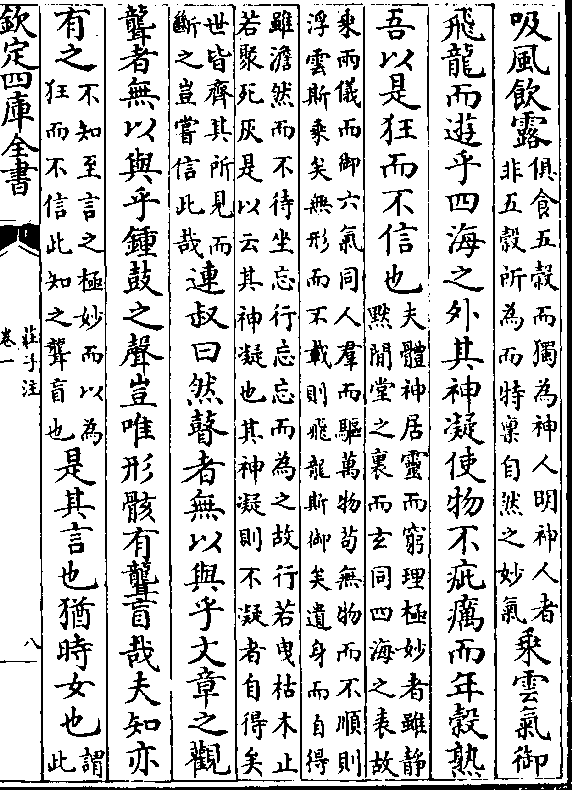 吸風飲露
俱食五穀而獨為神人明神人者
非五穀所為而特稟自然之妙氣
乘雲氣御
飛龍而遊乎四海之外其神凝使物不疵癘而年穀熟
吾以是狂而不信也
夫體神居靈而窮理極妙者雖靜
黙閒堂之裏而玄同四海之表故
乘兩儀而御六氣同人羣而驅萬物苟無物而不順則
浮雲斯乘矣無形而不載則飛龍斯御矣遺身而自得
雖澹然而不待坐忘行忘忘而為之故行若曳枯木止
若聚死灰是以云其神凝也其神凝則不凝者自得矣
世皆齊其所見而
斷之豈嘗信此哉
連叔曰然瞽者無以與乎文章之觀
聾者無以與乎鍾鼓之聲豈唯形骸有聾盲哉夫知亦
有之
不知至言之極妙而以為
狂而不信此知之聾盲也
是其言也猶時女也
謂
此
欽定四庫全書
莊子注
卷一
八